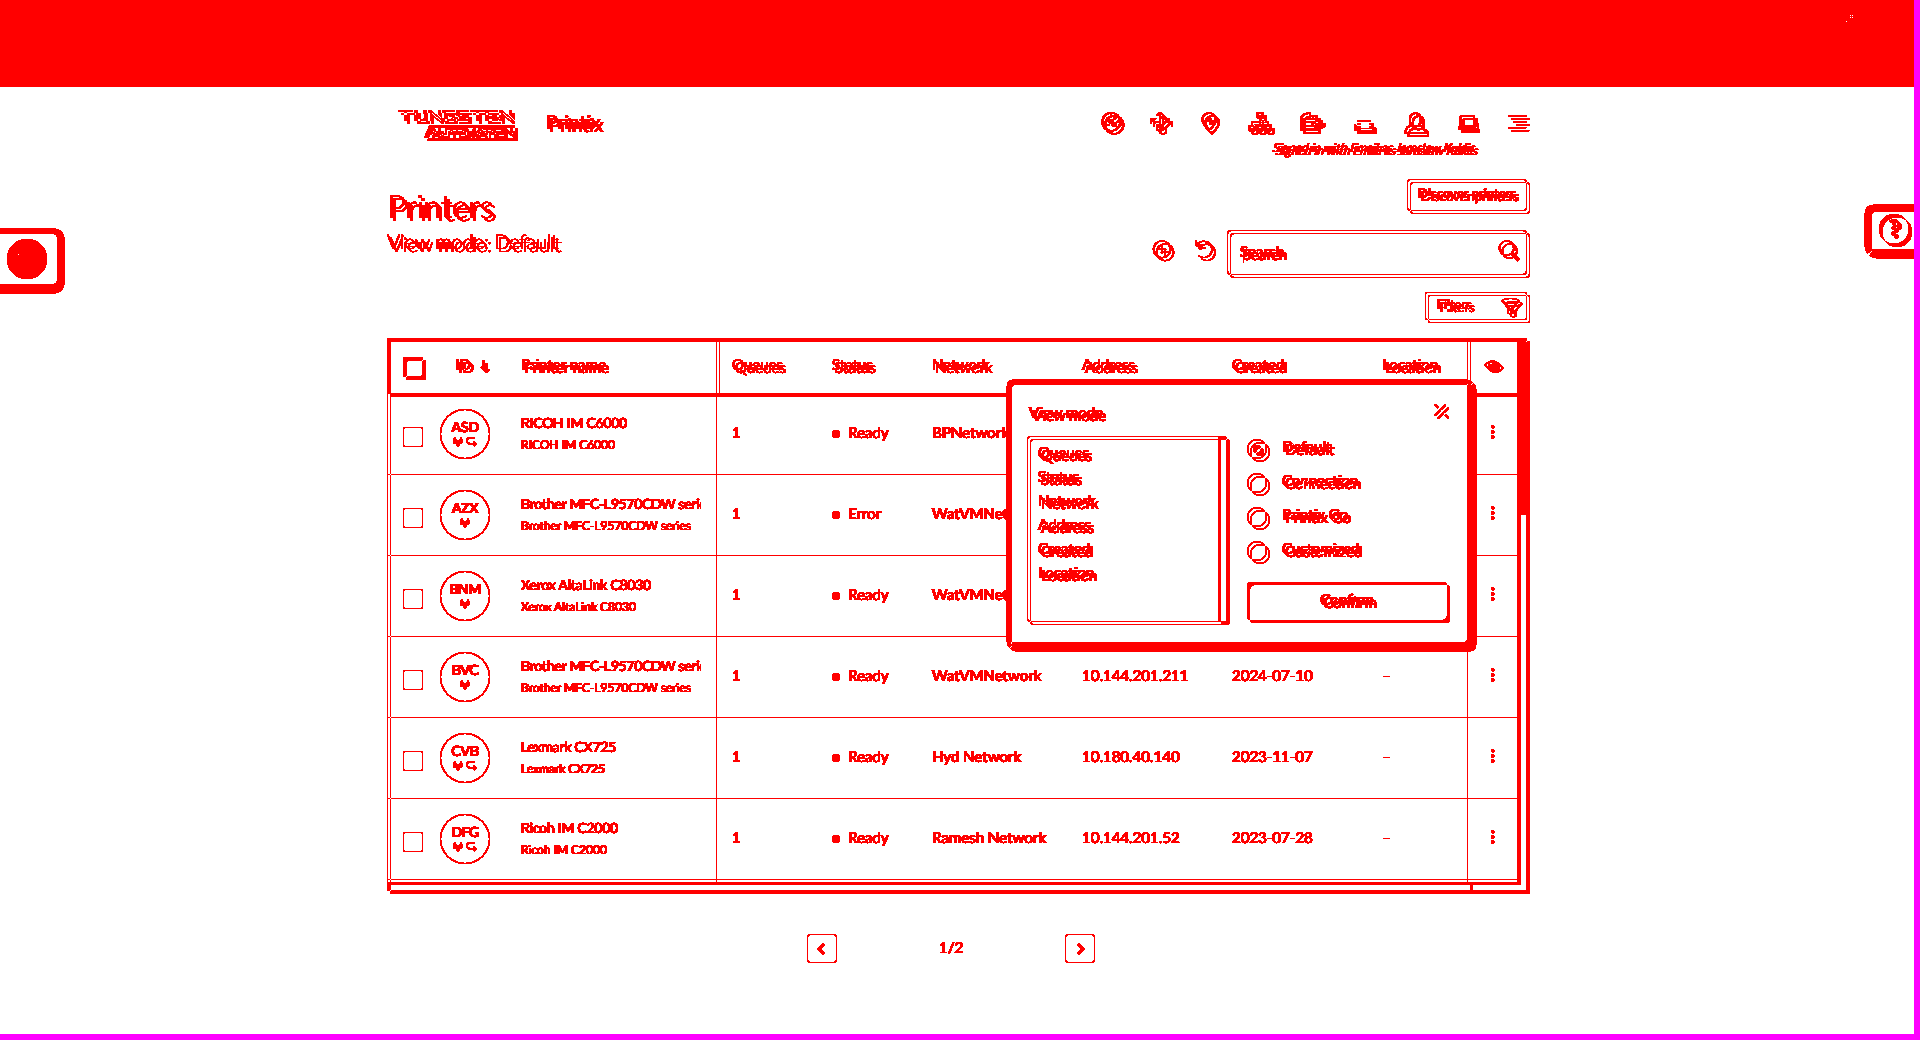 TUNGSTEN
AUTOMATION
Printix
Signed in with Email as
Printers
Discover printers
View mode: Default
Search
Filters
ID
Printer name
Queues
Status
Network
Address
Created
Location
ASD
RICOH IM C6000
RICOH IM C6000
1
Ready
BPNetwork
AZX
Brother MFC-L9570CDW seri
Brother MFC-L9570CDW series
1
Error
WatVMNe
BNM
Xerox AltaLink C8030
Xerox AltaLink C8030
1
Ready
WatVMNe
View mode
Queues
Status
Network
Address
Created
Location
Default
Connection
Printix Go
Customized
Confirm
BVC
Brother MFC-L9570CDW seri
Brother MFC-L9570CDW series
1
Ready
WatVMNetwork
10.144.201.211
2024-07-10
–
CVB
Lexmark CX725
Lexmark CX725
1
Ready
Hyd Network
10.180.40.140
2023-11-07
–
DFG
Ricoh IM C2000
Ricoh IM C2000
1
Ready
Ramesh Network
10.144.201.52
2023-07-28
–
1/2